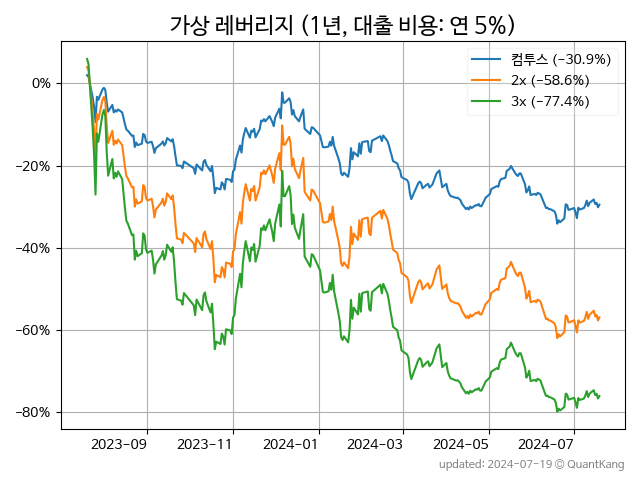 가상 레버리지 (1년, 대출 비용: 연 5%)
컴투스 (−30.9%)
2x (−58.6%)
3x (−77.4%)
0%
−20%
−40%
−60%
−80%
2023-09 2023-11 2024-01 2024-03 2024-05 2024-07
updated: 2024-07-19 © QuantKang